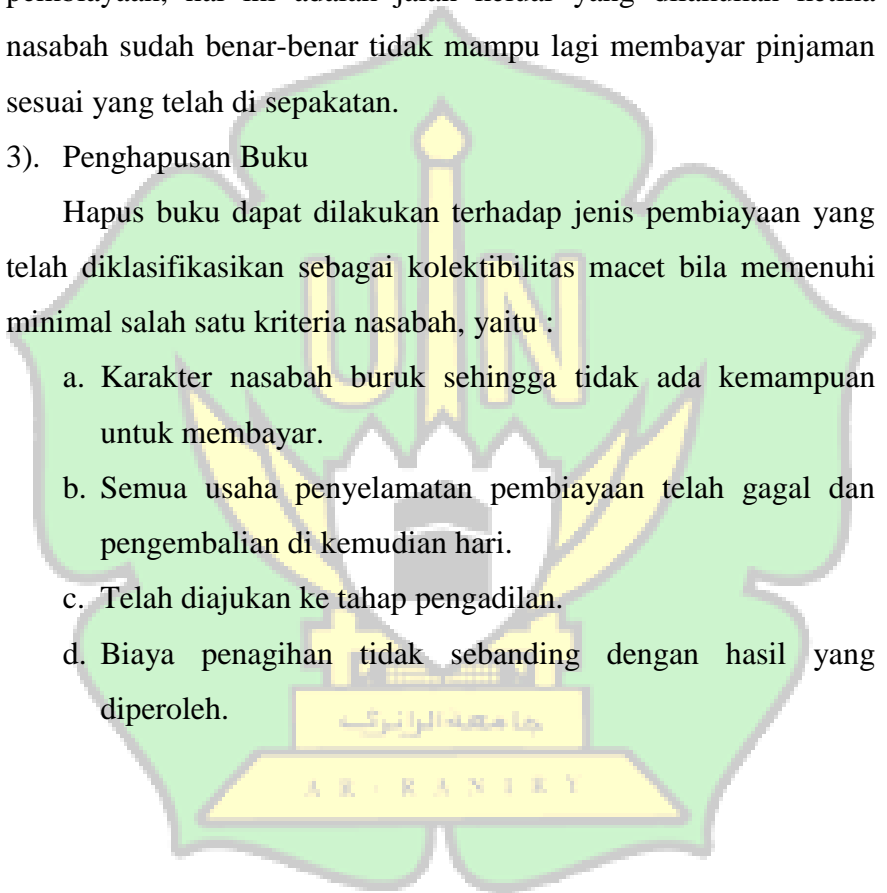 pembiayaan, hal ini adalah jalan keluar yang dilakukan ketika
nasabah sudah benar-benar tidak mampu lagi membayar pinjaman
sesuai yang telah di sepakatan.
3). Penghapusan Buku
Hapus buku dapat dilakukan terhadap jenis pembiayaan yang
telah diklasifikasikan sebagai kolektibilitas macet bila memenuhi
minimal salah satu kriteria nasabah, yaitu :
a. Karakter nasabah buruk sehingga tidak ada kemampuan
untuk membayar.
b. Semua usaha penyelamatan pembiayaan telah gagal dan
pengembalian di kemudian hari.
c. Telah diajukan ke tahap pengadilan.
d. Biaya penagihan tidak sebanding dengan hasil yang
diperoleh.
UIN
جامعة الرانيري
AR-RANIRY